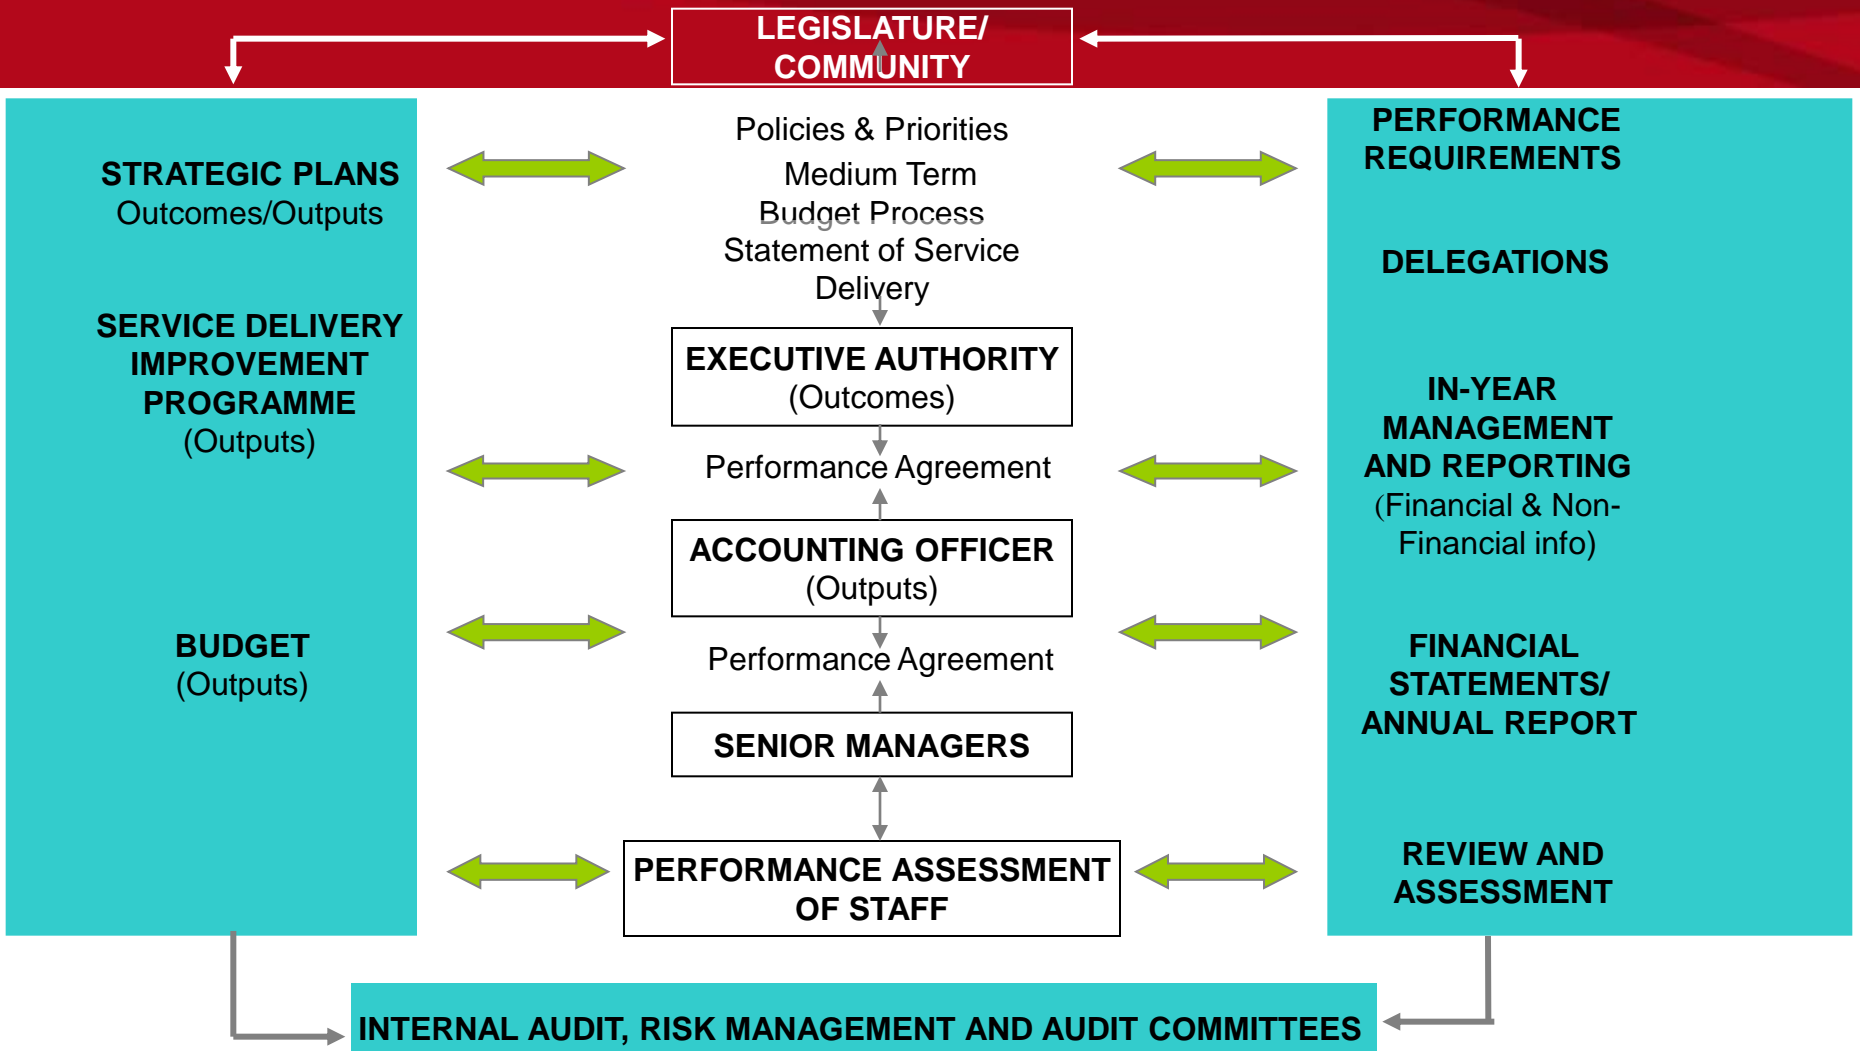 LEGISLATURE/
COMMUNITY
STRATEGIC PLANS
Outcomes/Outputs
SERVICE DELIVERY
IMPROVEMENT
PROGRAMME
(Outputs)
BUDGET
(Outputs)
Policies & Priorities
Medium Term
Budget Process
Statement of Service
Delivery
EXECUTIVE AUTHORITY
(Outcomes)
Performance Agreement
ACCOUNTING OFFICER
(Outputs)
Performance Agreement
SENIOR MANAGERS
PERFORMANCE ASSESSMENT
OF STAFF
PERFORMANCE
REQUIREMENTS
DELEGATIONS
IN-YEAR
MANAGEMENT
AND REPORTING
(Financial & Non-
Financial info)
FINANCIAL
STATEMENTS/
ANNUAL REPORT
REVIEW AND
ASSESSMENT
INTERNAL AUDIT, RISK MANAGEMENT AND AUDIT COMMITTEES